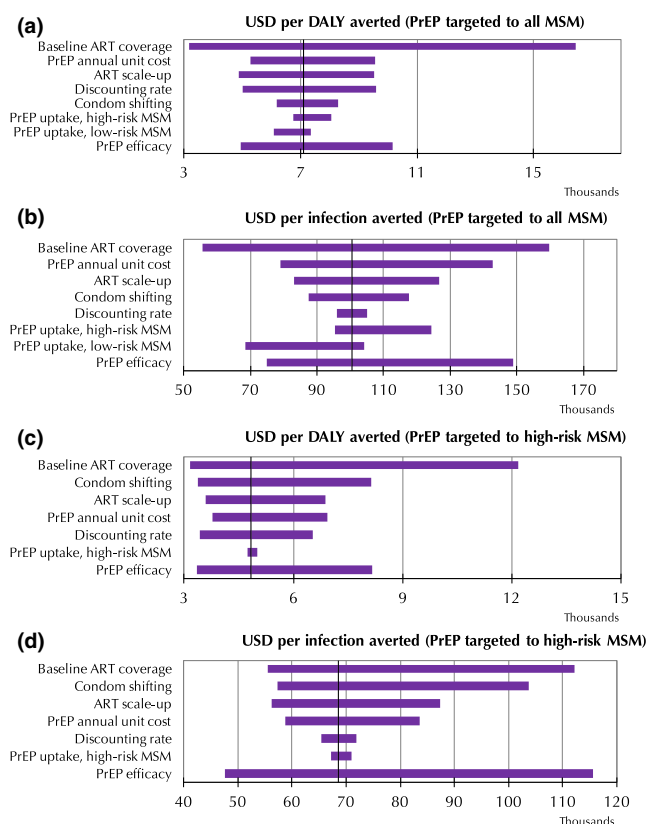 (a) USD per DALY averted (PrEP targeted to all MSM)
Baseline ART coverage
PrEP annual unit cost
ART scale-up
Discounting rate
Condom shifting
PrEP uptake, high-risk MSM
PrEP uptake, low-risk MSM
PrEP efficacy
3 7 11 15
Thousands
(b) USD per infection averted (PrEP targeted to all MSM)
Baseline ART coverage
PrEP annual unit cost
ART scale-up
Condom shifting
Discounting rate
PrEP uptake, high-risk MSM
PrEP uptake, low-risk MSM
PrEP efficacy
50 70 90 110 130 150 170
Thousands
(c) USD per DALY averted (PrEP targeted to high-risk MSM)
Baseline ART coverage
Condom shifting
ART scale-up
PrEP annual unit cost
Discounting rate
PrEP uptake, high-risk MSM
PrEP efficacy
3 6 9 12 15
Thousands
(d) USD per infection averted (PrEP targeted to high-risk MSM)
Baseline ART coverage
Condom shifting
ART scale-up
PrEP annual unit cost
Discounting rate
PrEP uptake, high-risk MSM
PrEP efficacy
40 50 60 70 80 90 100 110 120
Thousands